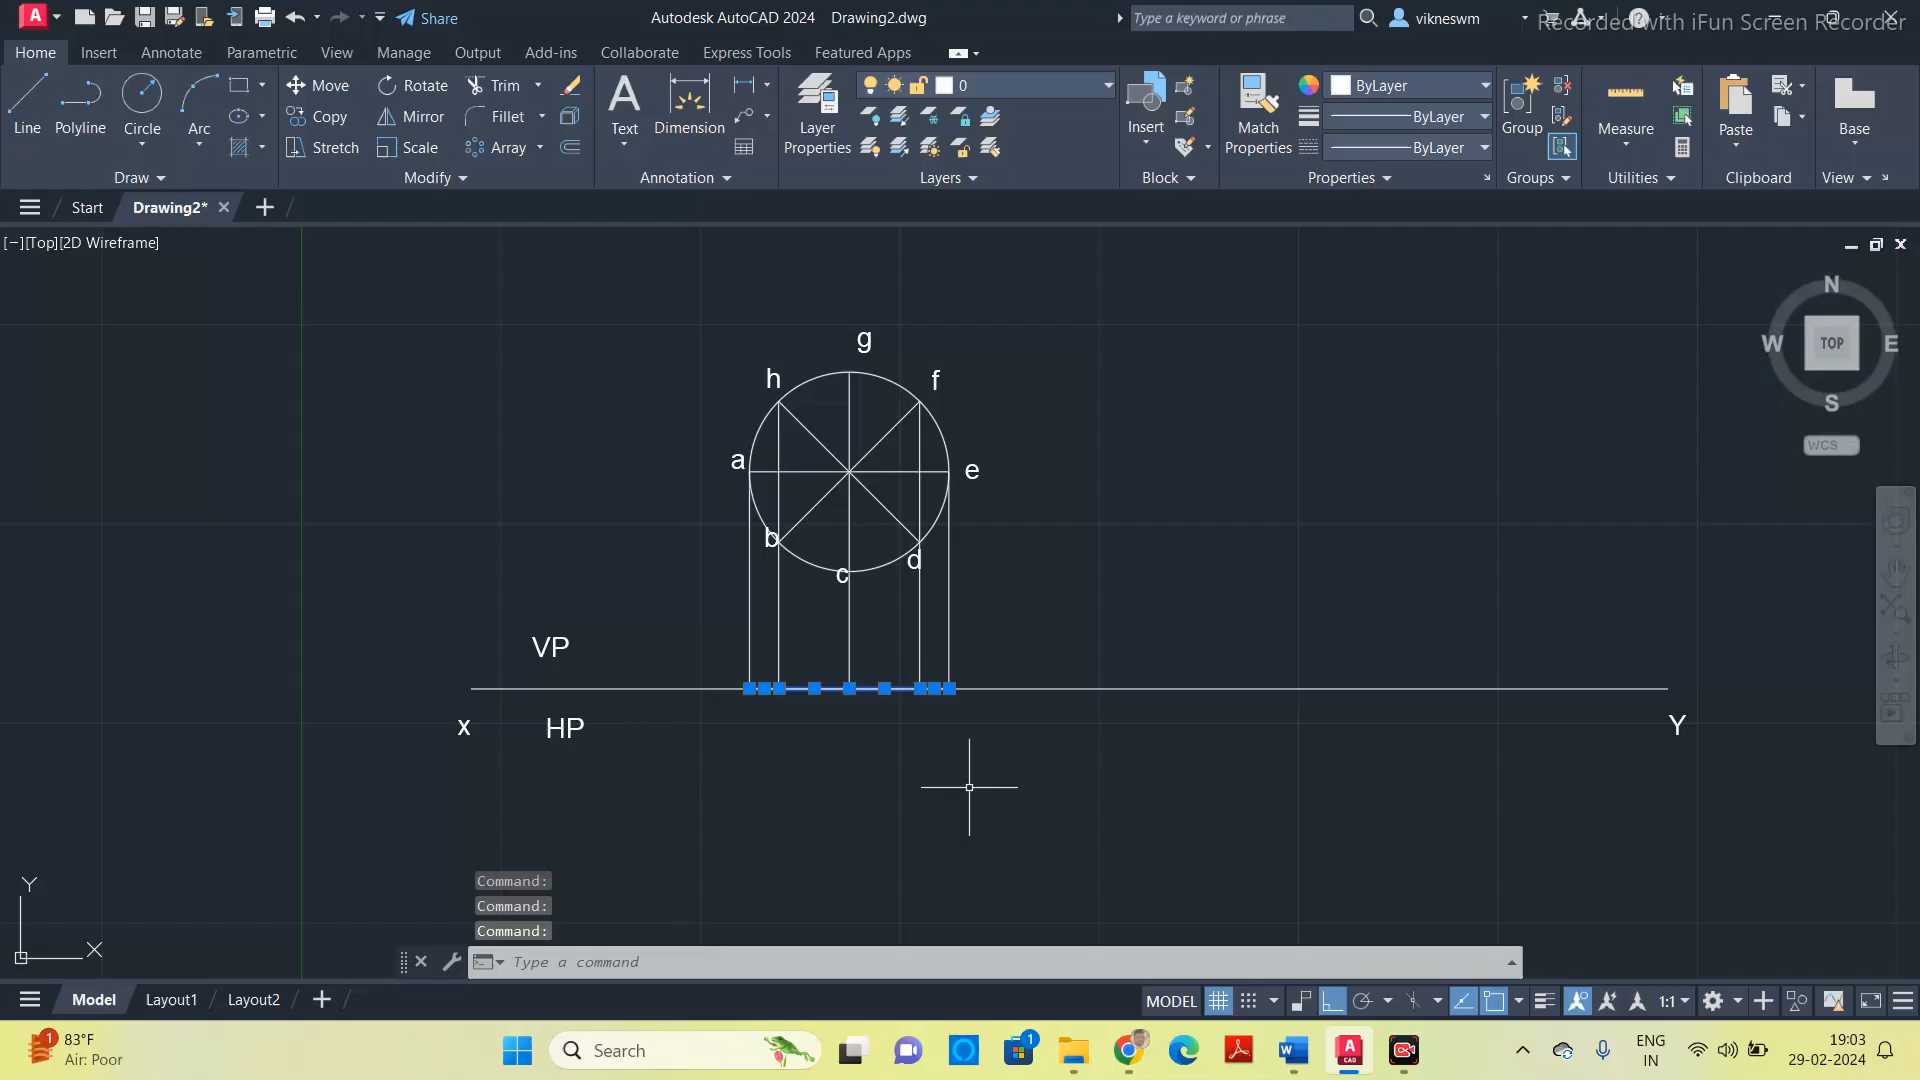 Share
Autodesk AutoCAD 2024 Drawing2.dwg
Type a keyword or phrase
vikneswm
Recorded with iFun Screen Recorder
Home Insert Annotate Parametric View Manage Output Add-ins Collaborate Express Tools Featured Apps
Line Polyline Circle Arc
Move Rotate Trim
Copy Mirror Fillet
Stretch Scale Array
Text Dimension
Layer Properties
0
Insert
Match Properties
ByLayer
ByLayer
ByLayer
Group
Measure
Paste
Base
Draw Modify Annotation Layers Block Properties Groups Utilities Clipboard View
Start Drawing2*
[−][Top][2D Wireframe]
N
W TOP E
S
WCS
g
h f
a e
b d
c
VP
x HP Y
Y
X
Command:
Command:
Command:
Type a command
Model Layout1 Layout2
MODEL 1:1
1 83°F
Air: Poor
Search
1
ENG
IN
19:03
29-02-2024